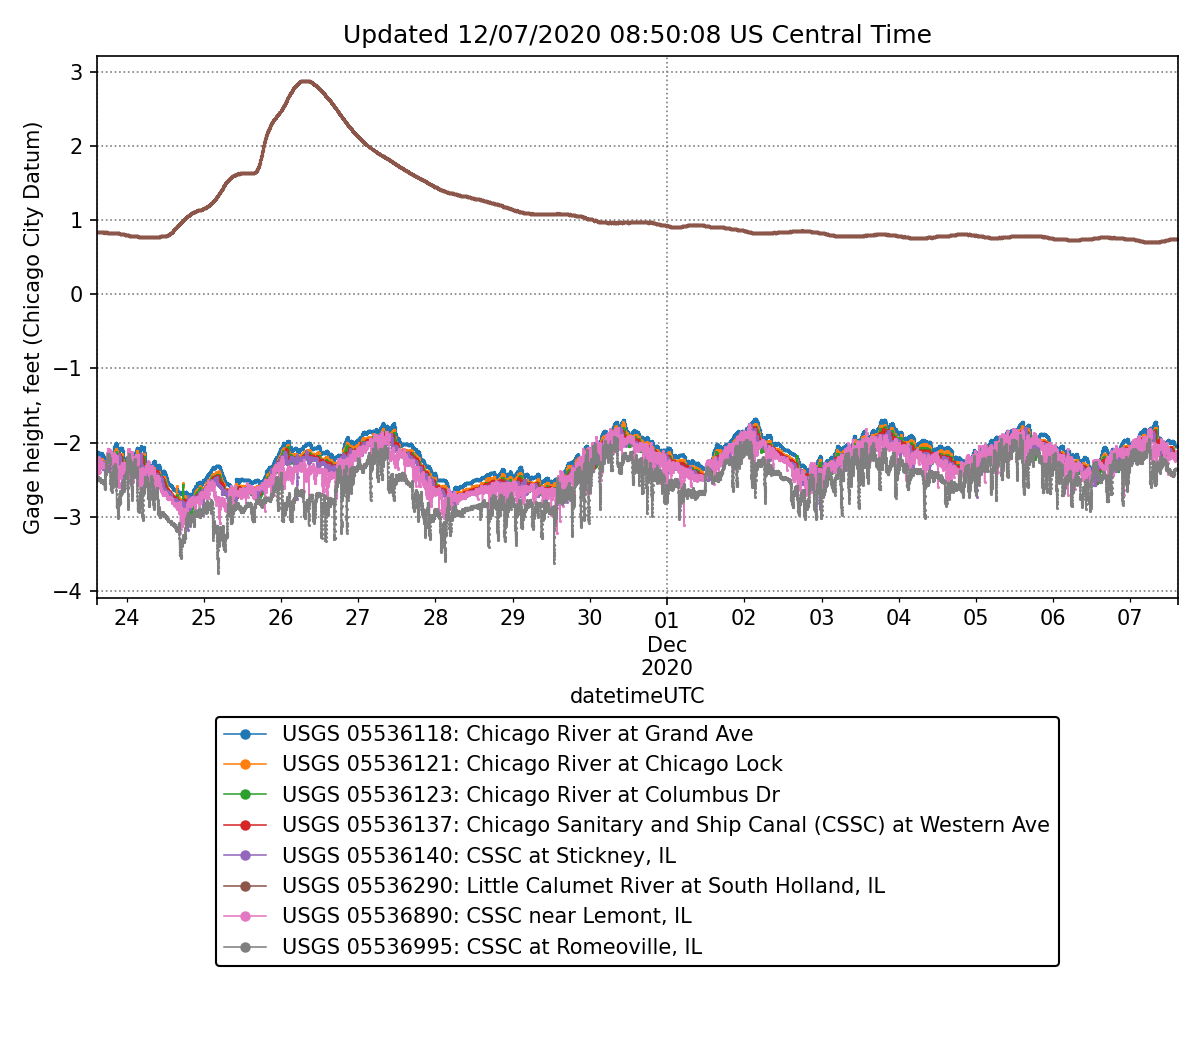 Updated 12/07/2020 08:50:08 US Central Time
Gage height, feet (Chicago City Datum)
3
2
1
0
−1
−2
−3
−4
24 25 26 27 28 29 30 01 02 03 04 05 06 07
Dec
2020
datetimeUTC
USGS 05536118: Chicago River at Grand Ave
USGS 05536121: Chicago River at Chicago Lock
USGS 05536123: Chicago River at Columbus Dr
USGS 05536137: Chicago Sanitary and Ship Canal (CSSC) at Western Ave
USGS 05536140: CSSC at Stickney, IL
USGS 05536290: Little Calumet River at South Holland, IL
USGS 05536890: CSSC near Lemont, IL
USGS 05536995: CSSC at Romeoville, IL